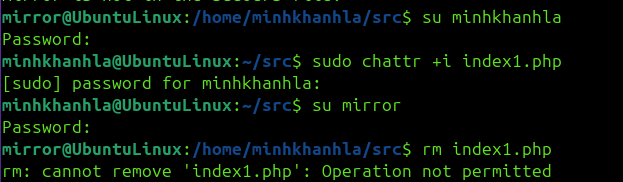 mirror@UbuntuLinux:/home/minhkhanhla/src$ su minhkhanhla
Password:
minhkhanhla@UbuntuLinux:~/src$ sudo chattr +i index1.php
[sudo] password for minhkhanhla:
minhkhanhla@UbuntuLinux:~/src$ su mirror
Password:
mirror@UbuntuLinux:/home/minhkhanhla/src$ rm index1.php
rm: cannot remove 'index1.php': Operation not permitted